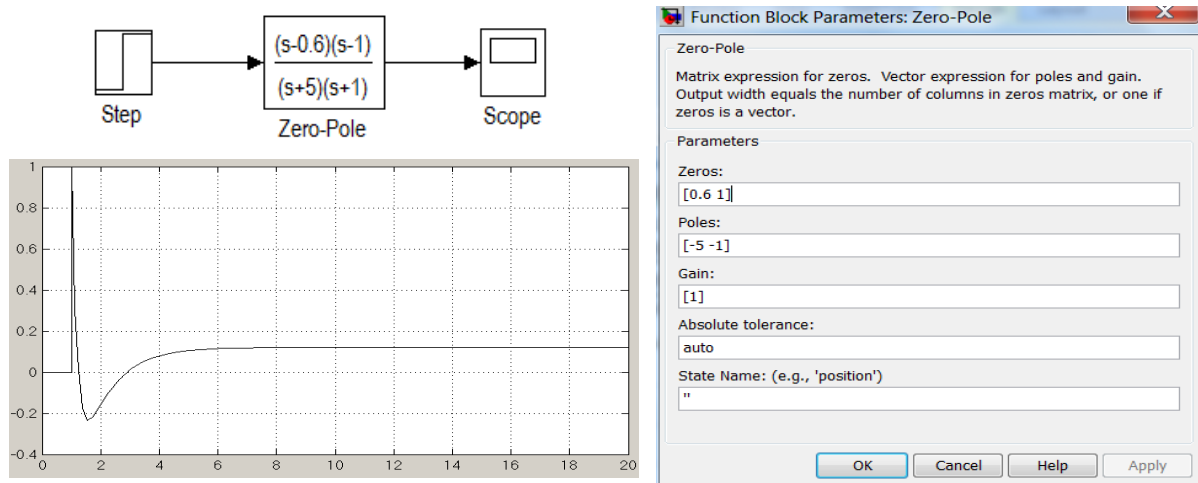 (s-0.6)(s-1)
(s+5)(s+1)
Step
Zero-Pole
Scope
1
0.8
0.6
0.4
0.2
0
-0.2
-0.4
0 2 4 6 8 10 12 14 16 18 20
Function Block Parameters: Zero-Pole
Zero-Pole
Matrix expression for zeros. Vector expression for poles and gain.
Output width equals the number of columns in zeros matrix, or one if
zeros is a vector.
Parameters
Zeros:
[0.6 1]
Poles:
[-5 -1]
Gain:
[1]
Absolute tolerance:
auto
State Name: (e.g., 'position')
''
OK Cancel Help Apply